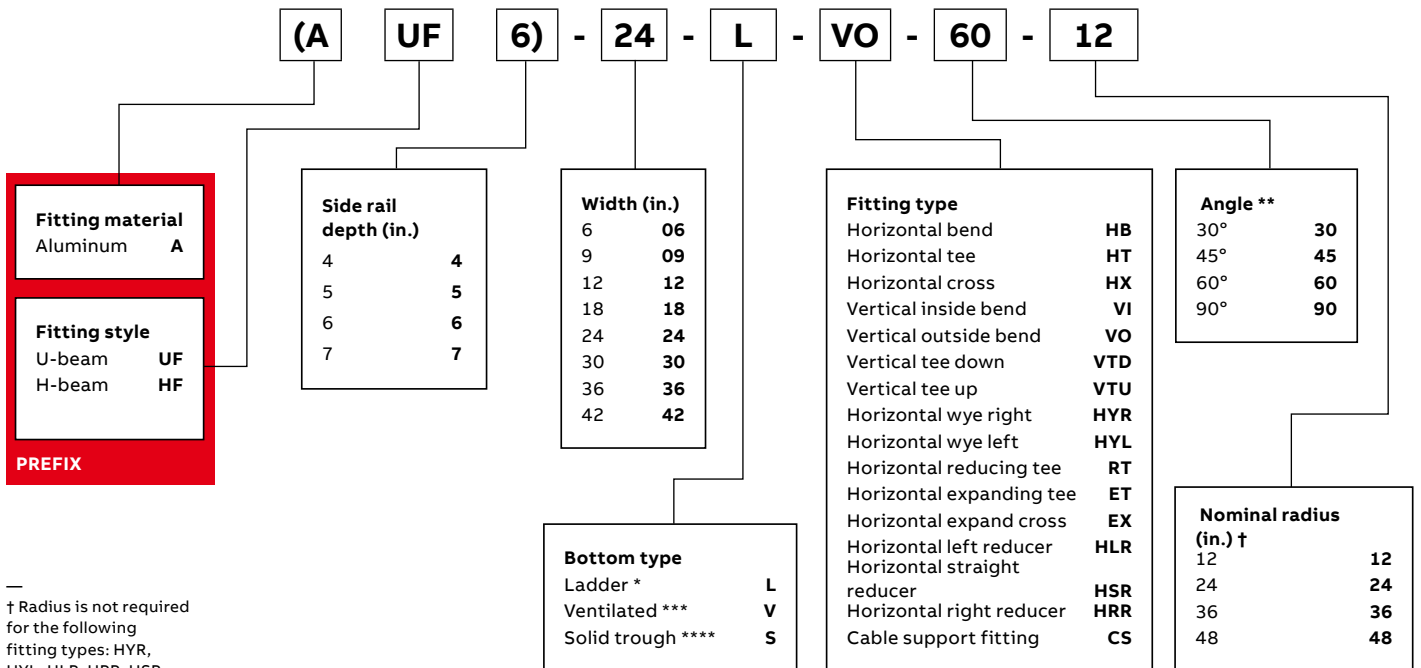 (A UF 6) - 24 - L - VO - 60 - 12
Fitting material
Aluminum A
Fitting style
U-beam UF
H-beam HF
PREFIX
Side rail
depth (in.)
4 4
5 5
6 6
7 7
Width (in.)
6 06
9 09
12 12
18 18
24 24
30 30
36 36
42 42
Fitting type
Horizontal bend HB
Horizontal tee HT
Horizontal cross HX
Vertical inside bend VI
Vertical outside bend VO
Vertical tee down VTD
Vertical tee up VTU
Horizontal wye right HYR
Horizontal wye left HYL
Horizontal reducing tee RT
Horizontal expanding tee ET
Horizontal expand cross EX
Horizontal left reducer HLR
Horizontal straight
reducer HSR
Horizontal right reducer HRR
Cable support fitting CS
Angle **
30° 30
45° 45
60° 60
90° 90
Bottom type
Ladder * L
Ventilated *** V
Solid trough **** S
Nominal radius
(in.) †
12 12
24 24
36 36
48 48
—
† Radius is not required
for the following
fitting types: HYR,
HYL, HLR, HRR, HSR